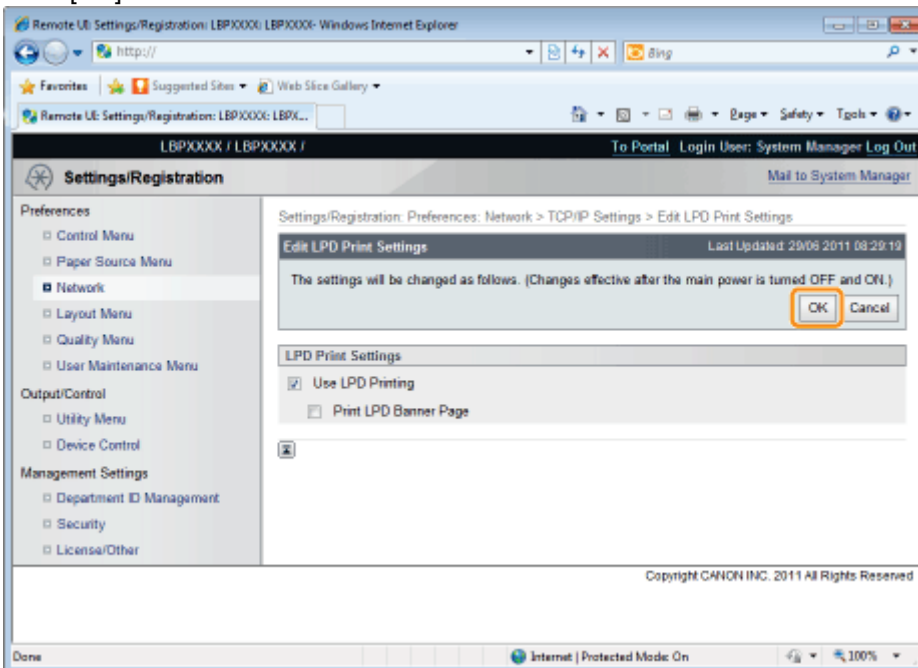 Remote UI: Settings/Registration: LBPXXXX: LBPXXXX- Windows Internet Explorer
http://
Bing
Favorites Suggested Sites Web Slice Gallery
Remote UI: Settings/Registration: LBPXXXX: LBPX...
Page Safety Tools
LBPXXXX / LBPXXXX / To Portal Login User: System Manager Log Out
Settings/Registration Mail to System Manager
Preferences
Control Menu
Paper Source Menu
Network
Layout Menu
Quality Menu
User Maintenance Menu
Output/Control
Utility Menu
Device Control
Management Settings
Department ID Management
Security
License/Other
Settings/Registration: Preferences: Network > TCP/IP Settings > Edit LPD Print Settings
Edit LPD Print Settings Last Updated: 29/06 2011 08:29:19
The settings will be changed as follows. (Changes effective after the main power is turned OFF and ON.)
OK Cancel
LPD Print Settings
Use LPD Printing
Print LPD Banner Page
Copyright CANON INC. 2011 All Rights Reserved
Done Internet | Protected Mode: On 100%